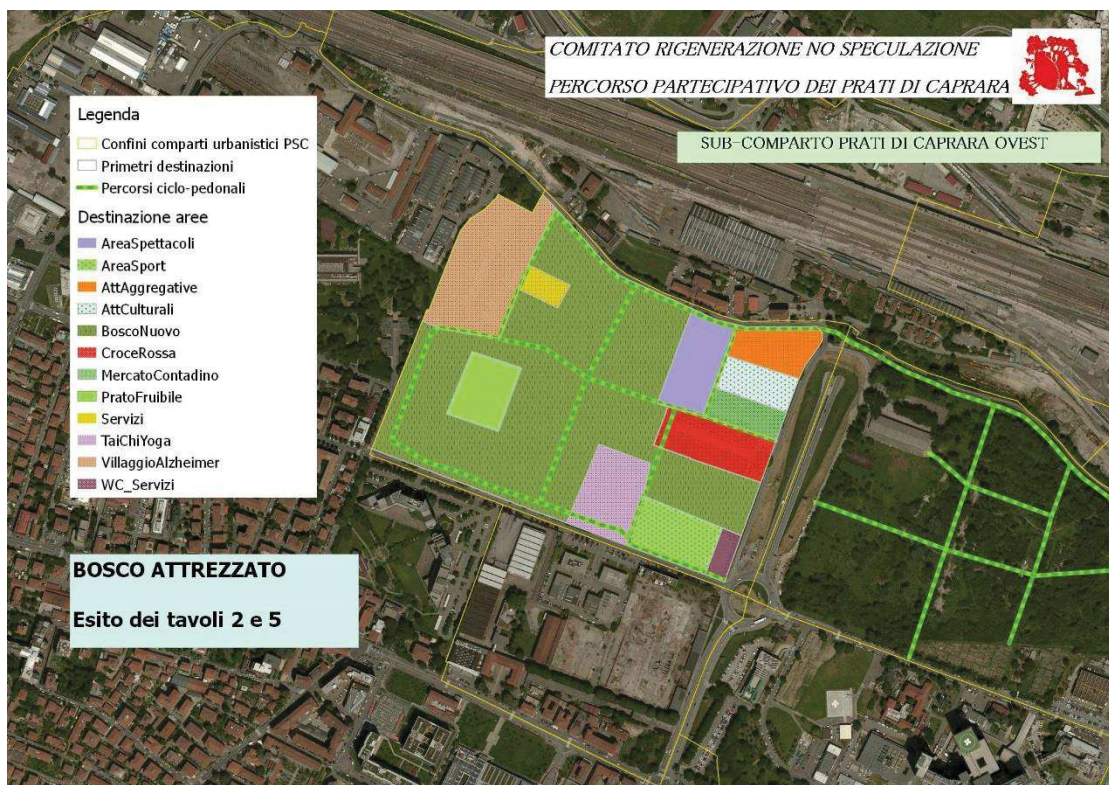 COMITATO RIGENERAZIONE NO SPECULAZIONE
PERCORSO PARTECIPATIVO DEI PRATI DI CAPRARA
SUB-COMPARTO PRATI DI CAPRARA OVEST
Legenda
Confini comparti urbanistici PSC
Primetri destinazioni
Percorsi ciclo-pedonali
Destinazione aree
AreaSpettacoli
AreaSport
AttAggregative
AttCulturali
BoscoNuovo
CroceRossa
MercatoContadino
PratoFruibile
Servizi
TaiChiYoga
VillaggioAlzheimer
WC_Servizi
BOSCO ATTREZZATO
Esito dei tavoli 2 e 5